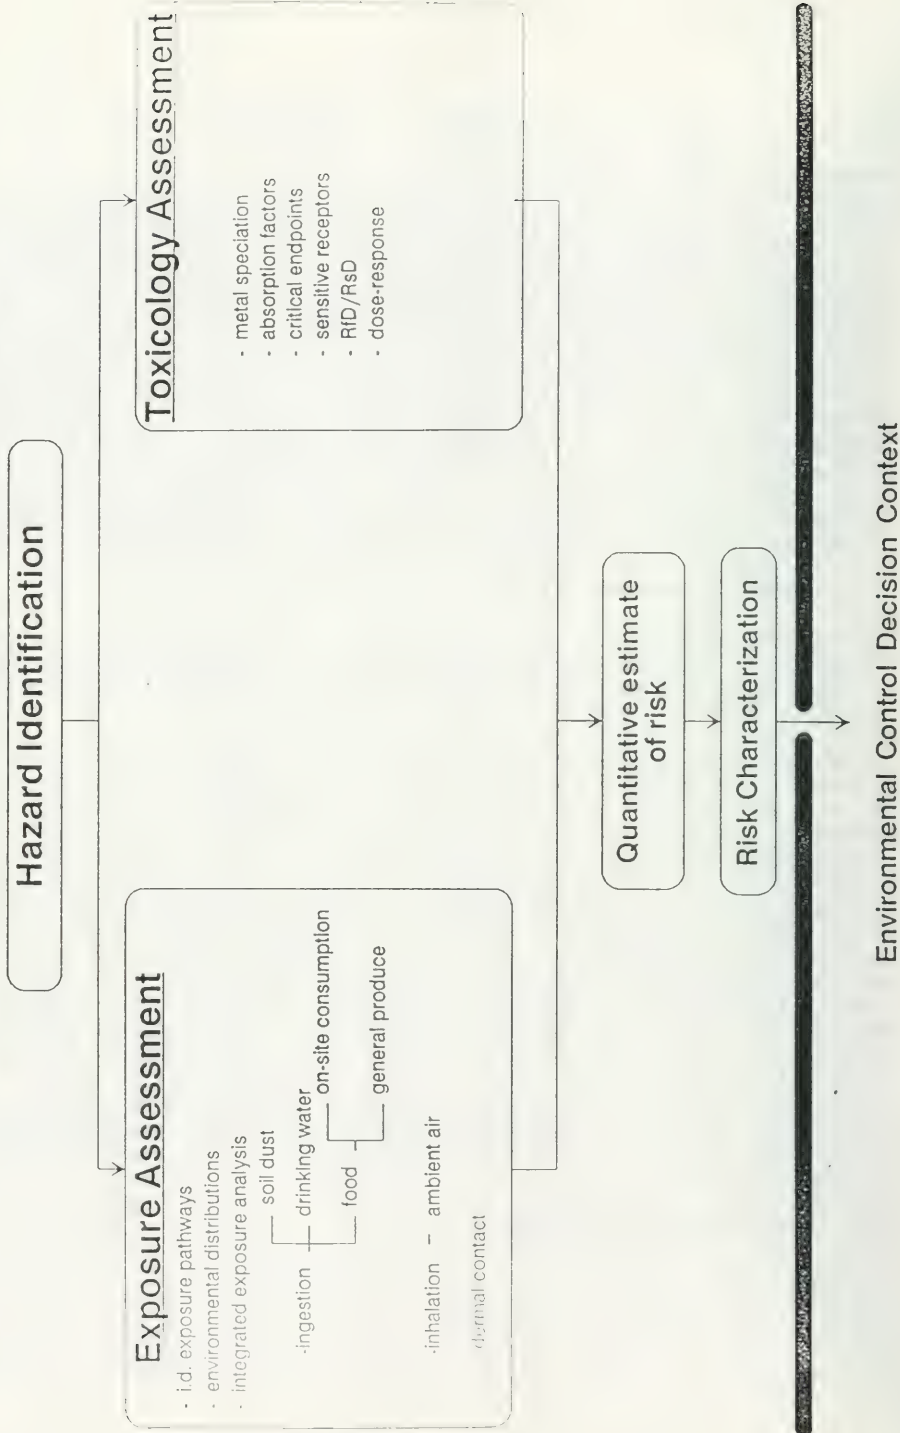 Hazard Identification
Exposure Assessment
- i.d. exposure pathways
- environmental distributions
- integrated exposure analysis
soil dust
-ingestion
drinking water
on-site consumption
food
general produce
-inhalation – ambient air
-dermal contact
Toxicology Assessment
- metal speciation
- absorption factors
- critical endpoints
- sensitive receptors
- RfD/RsD
- dose-response
Quantitative estimate
of risk
Risk Characterization
Environmental Control Decision Context